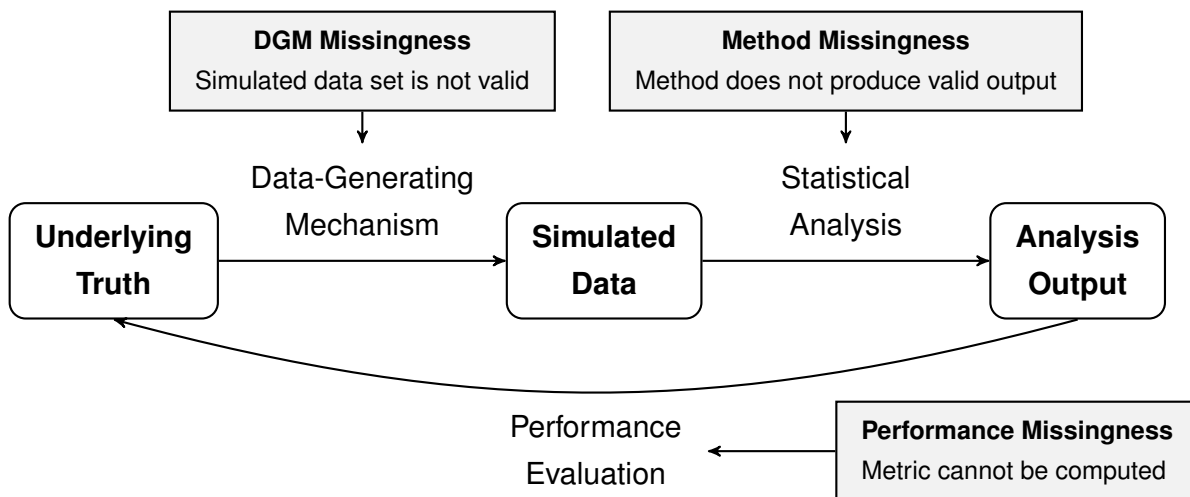 DGM Missingness
Simulated data set is not valid
Method Missingness
Method does not produce valid output
Data-Generating
Mechanism
Statistical
Analysis
Underlying
Truth
Simulated
Data
Analysis
Output
Performance
Evaluation
Performance Missingness
Metric cannot be computed